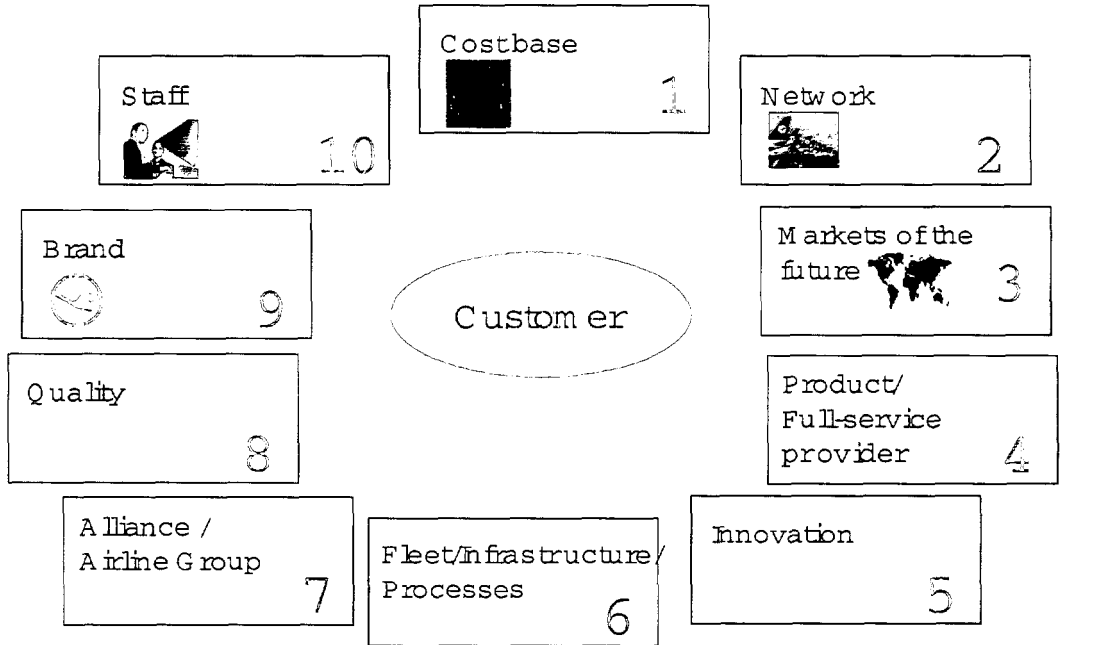 Costbase
1
Network
2
Markets of the
future
3
Product/
Full-service
provider
4
Innovation
5
Fleet/Infrastructure/
Processes
6
Alliance /
Airline Group
7
Quality
8
Brand
9
Staff
10
Customer